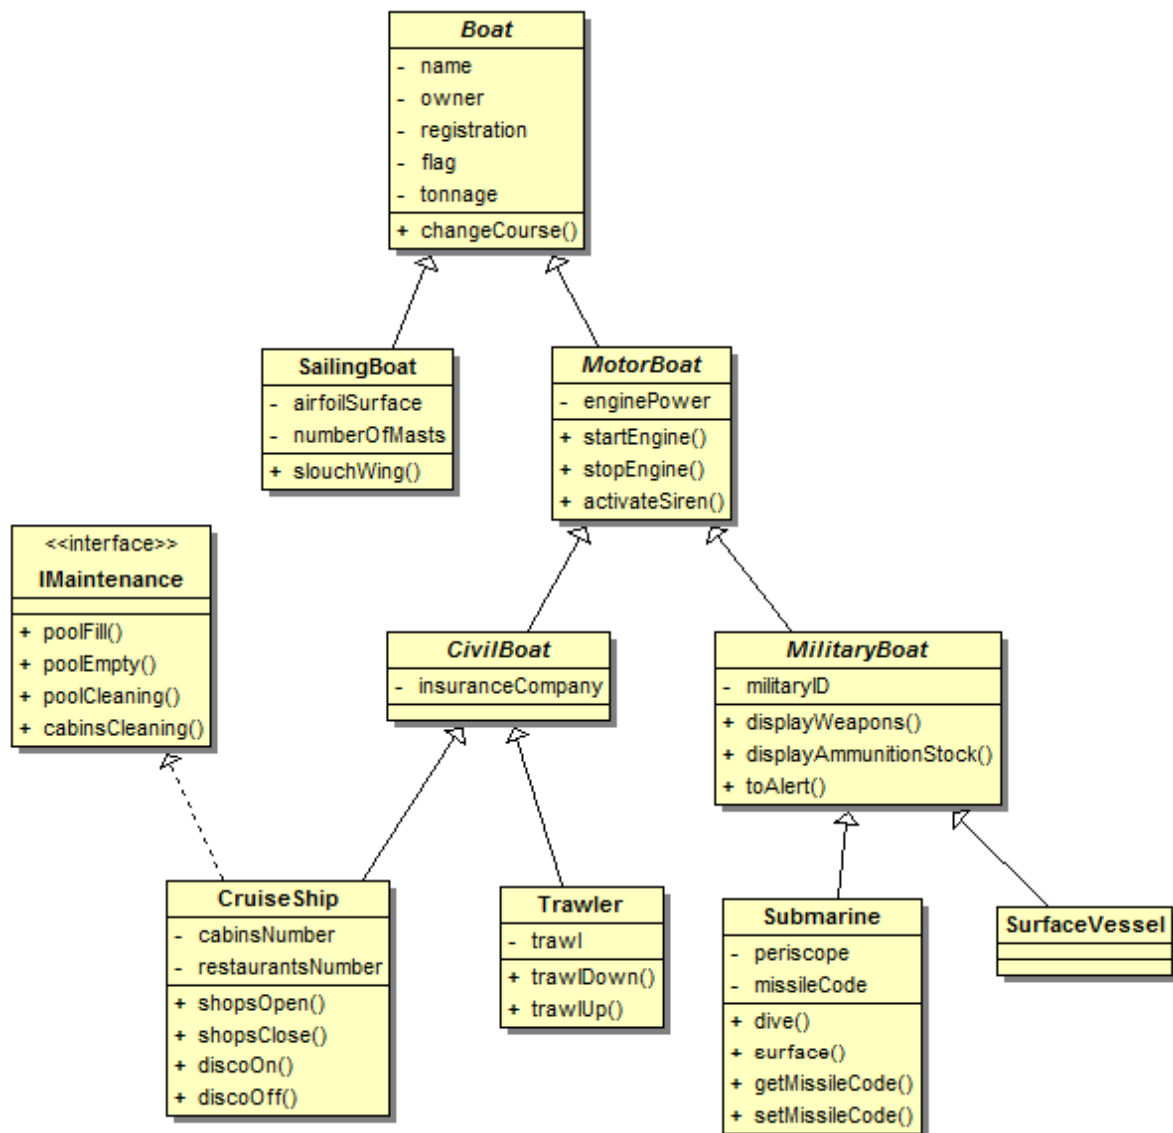 Boat
- name
- owner
- registration
- flag
- tonnage
+ changeCourse()
SailingBoat
- airfoilSurface
- numberOfMasts
+ slouchWing()
MotorBoat
- enginePower
+ startEngine()
+ stopEngine()
+ activateSiren()
<<interface>>
IMaintenance
+ poolFill()
+ poolEmpty()
+ poolCleaning()
+ cabinsCleaning()
CivilBoat
- insuranceCompany
MilitaryBoat
- militaryID
+ displayWeapons()
+ displayAmmunitionStock()
+ toAlert()
CruiseShip
- cabinsNumber
- restaurantsNumber
+ shopsOpen()
+ shopsClose()
+ discoOn()
+ discoOff()
Trawler
- trawl
+ trawlDown()
+ trawlUp()
Submarine
- periscope
- missileCode
+ dive()
+ surface()
+ getMissileCode()
+ setMissileCode()
SurfaceVessel